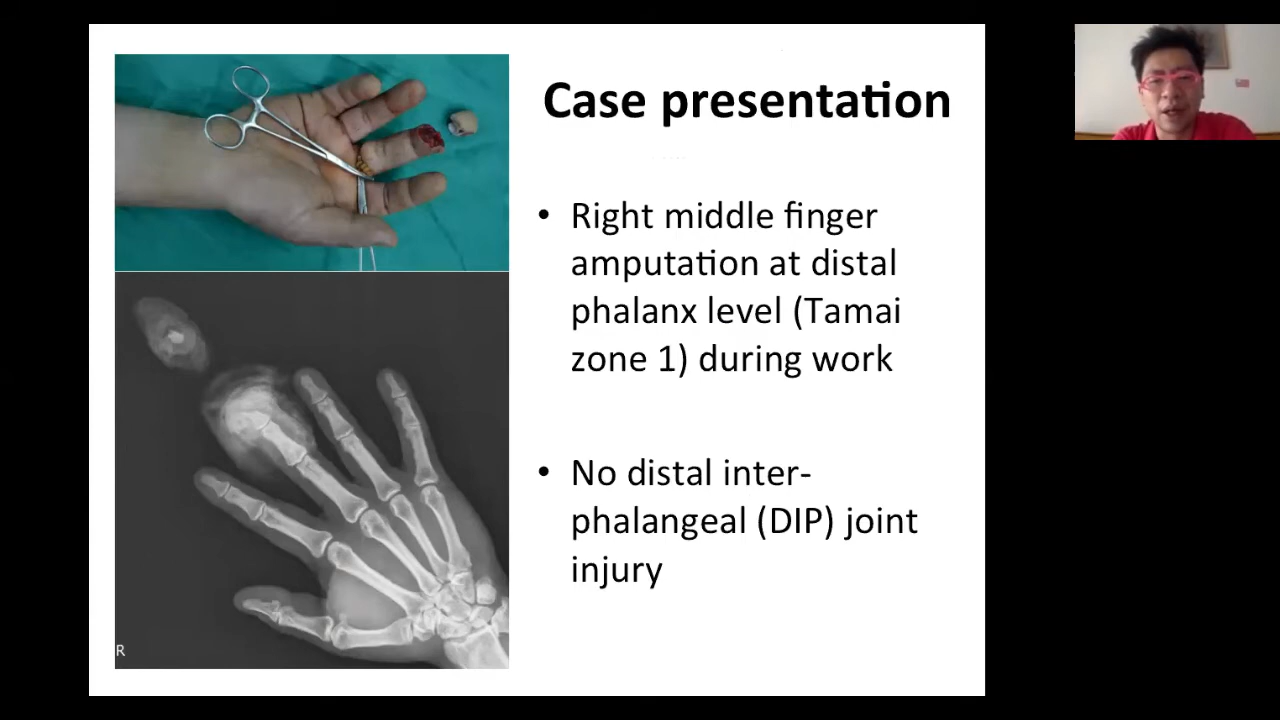 Case presentation
• Right middle finger
amputation at distal
phalanx level (Tamai
zone 1) during work
• No distal inter-
phalangeal (DIP) joint
injury
R